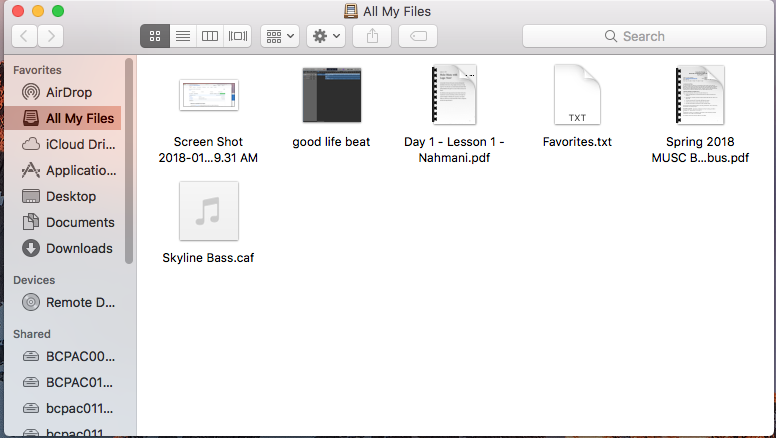 All My Files
Search
Favorites
AirDrop
All My Files
iCloud Dri...
Applicatio...
Desktop
Documents
Downloads
Devices
Remote D...
Shared
BCPAC00...
BCPAC01...
bcpac011...
bcpac011...
Screen Shot
2018-01...9.31 AM
good life beat
Day 1 - Lesson 1 -
Nahmani.pdf
TXT
Favorites.txt
Spring 2018
MUSC B...bus.pdf
Skyline Bass.caf